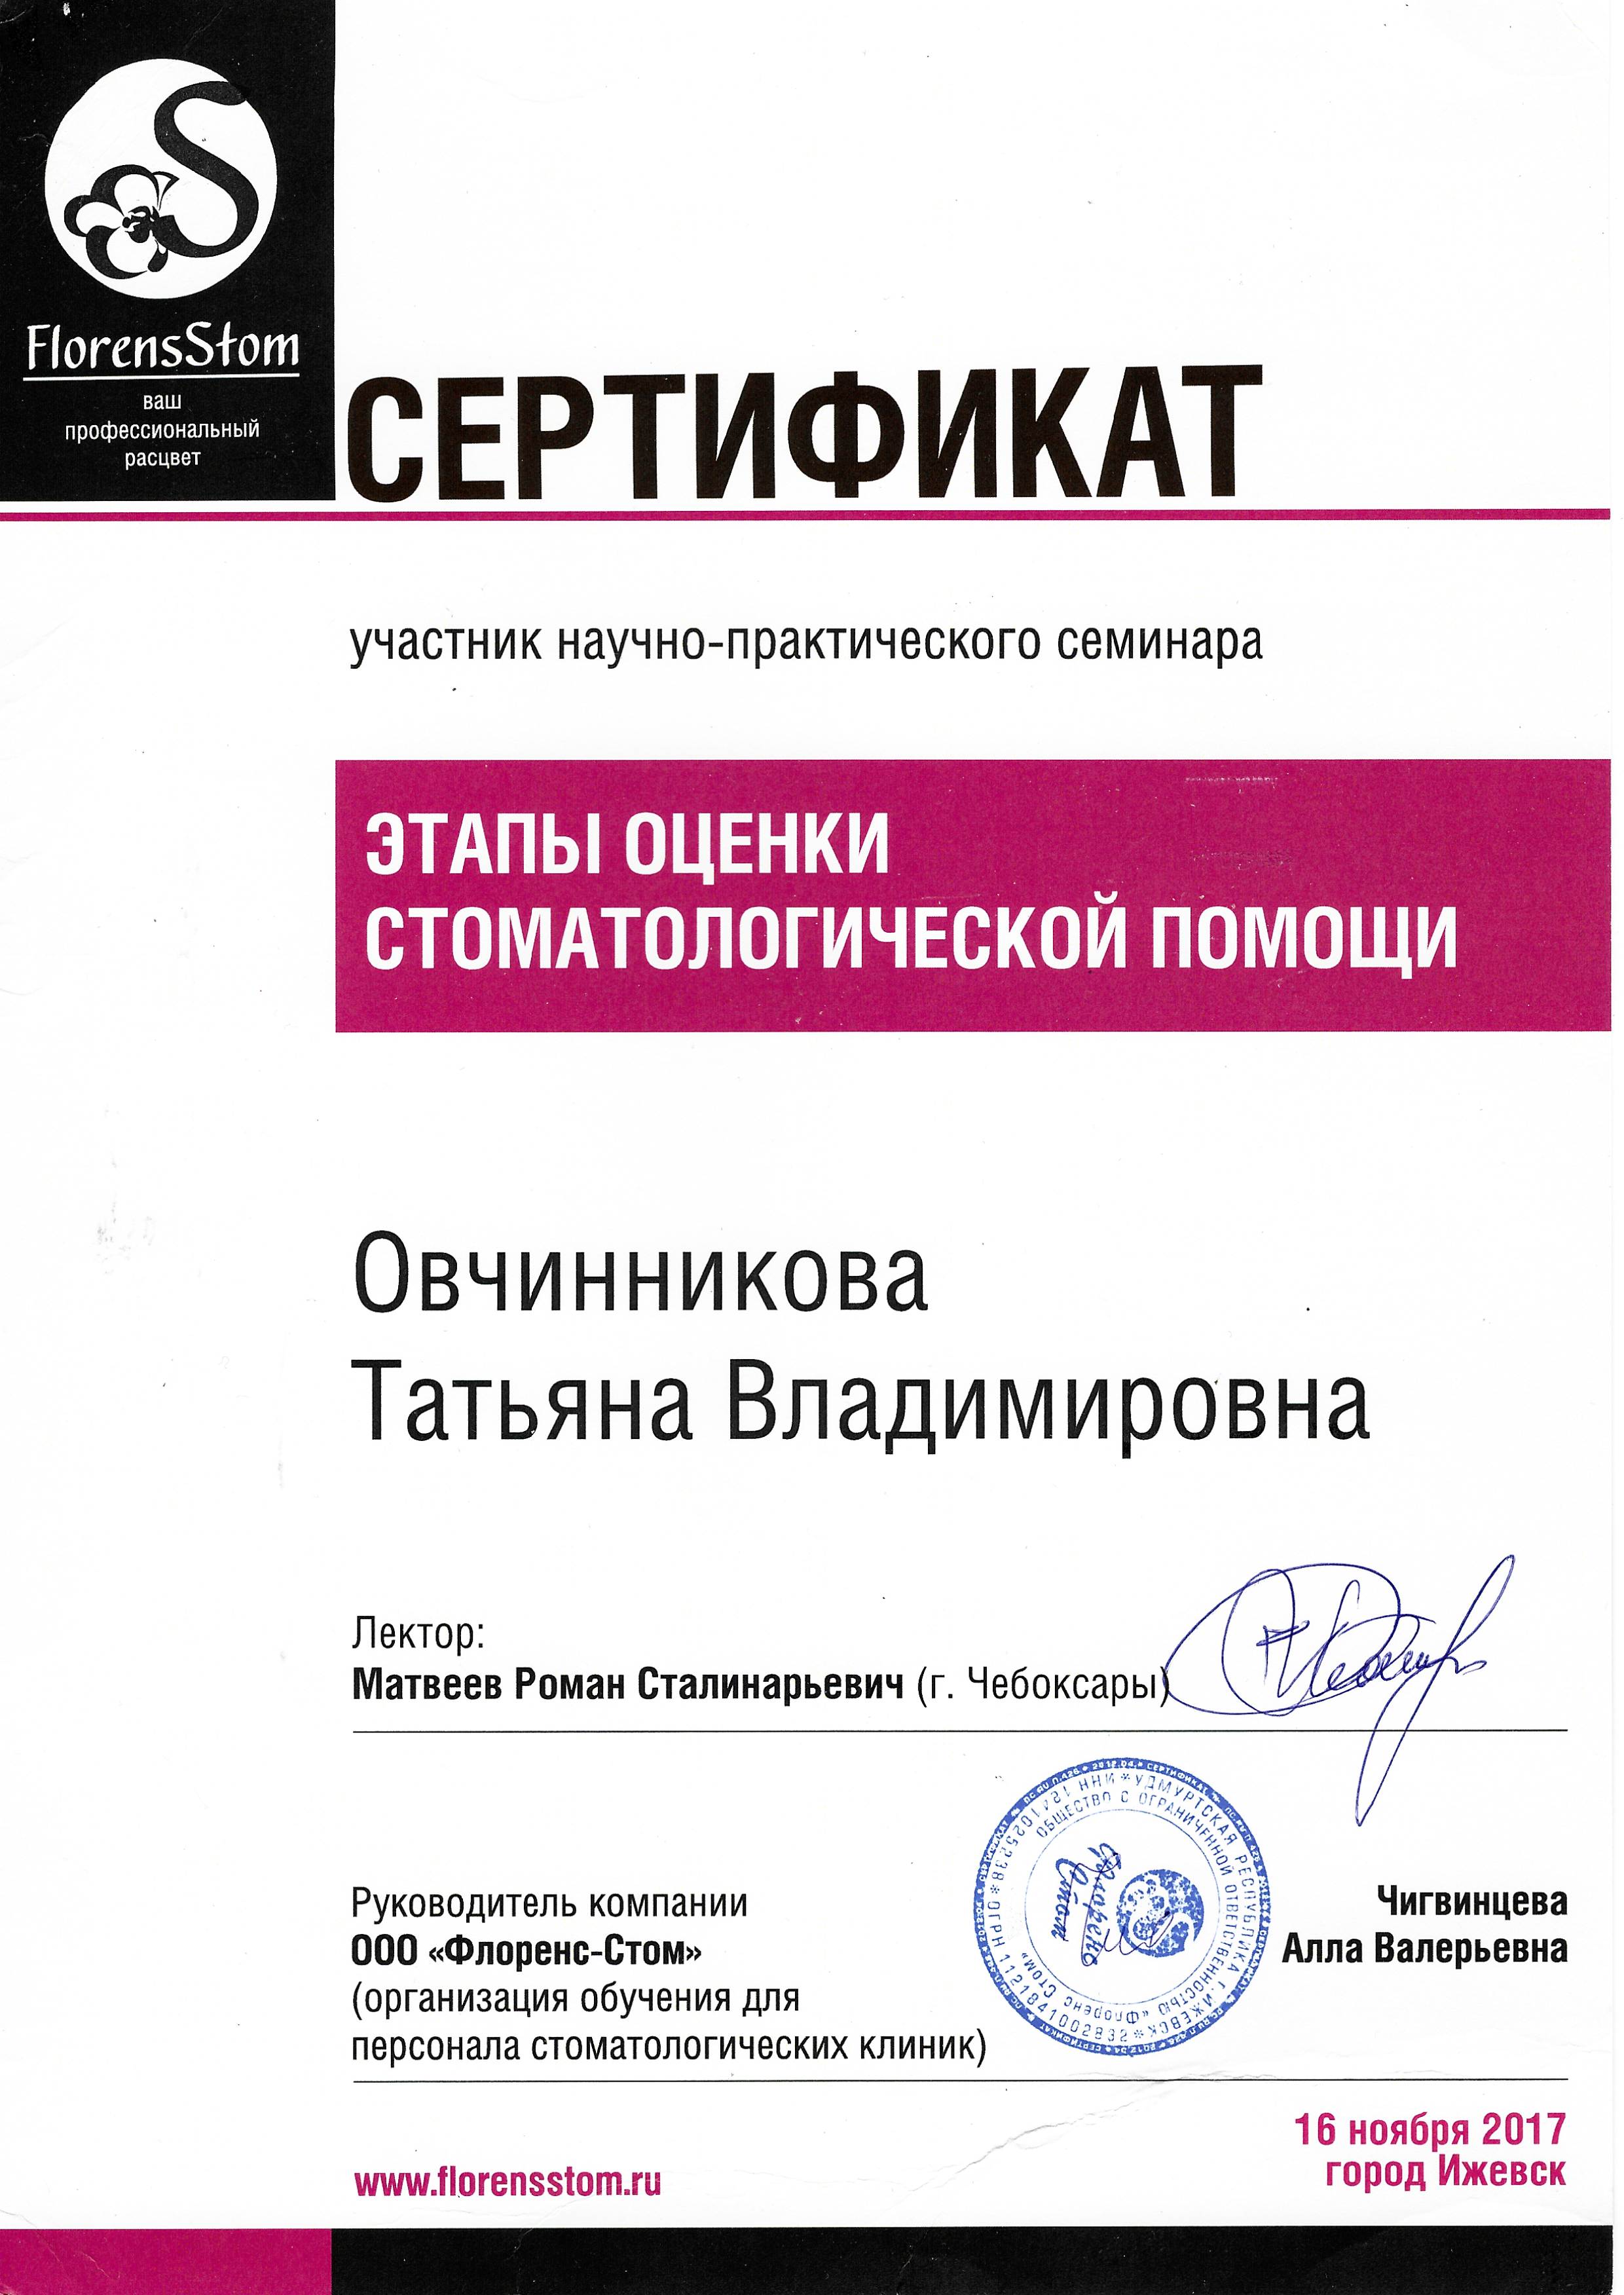 FlorensStom
ваш
профессиональный
расцвет
СЕРТИФИКАТ
участник научно-практического семинара
ЭТАПЫ ОЦЕНКИ
СТОМАТОЛОГИЧЕСКОЙ ПОМОЩИ
Овчинникова
Татьяна Владимировна
Лектор:
Матвеев Роман Сталинарьевич (г. Чебоксары)
Руководитель компании
ООО «Флоренс-Стом»
(организация обучения для
персонала стоматологических клиник)
УДМУРТСКАЯ РЕСПУБЛИКА Г.ИЖЕВСК
ОБЩЕСТВО С ОГРАНИЧЕННОЙ ОТВЕТСТВЕННОСТЬЮ «Флоренс Стом»
ОГРН 1121841002832
Флоренс
Стом
Чигвинцева
Алла Валерьевна
16 ноября 2017
город Ижевск
www.florensstom.ru